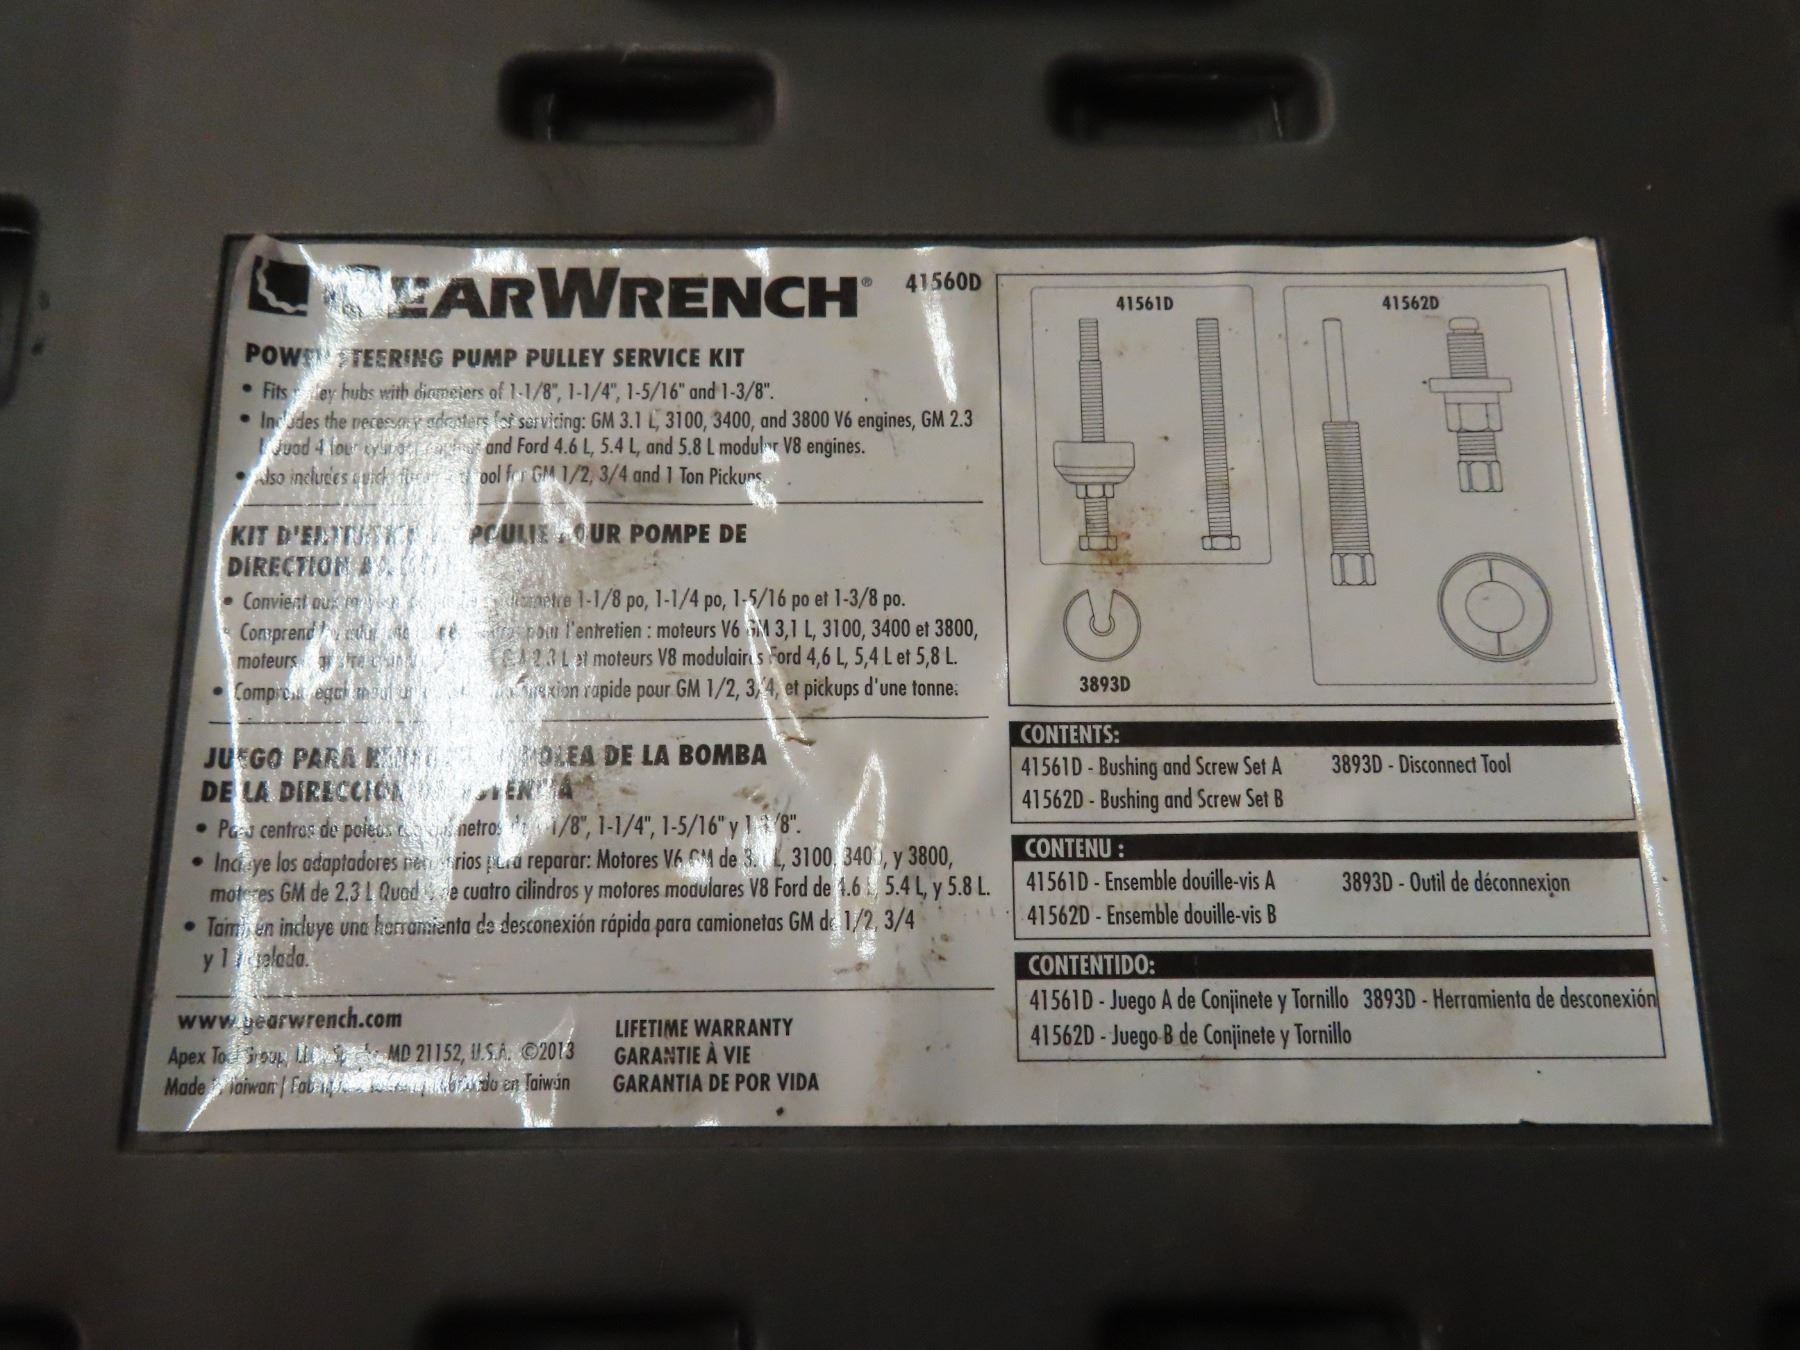 GEARWRENCH® 41560D
POWER STEERING PUMP PULLEY SERVICE KIT
• Fits pulley hubs with diameters of 1-1/8", 1-1/4", 1-5/16" and 1-3/8".
• Includes the necessary adapters for servicing: GM 3.1 L, 3100, 3400, and 3800 V6 engines, GM 2.3
Quad 4 four and Ford 4.6 L, 5.4 L, and 5.8 L modular V8 engines.
• Also includes tool for GM 1/2, 3/4 and 1 Ton Pickups.
KIT POULIE POUR POMPE DE
DIRECTION
• Convient 1-1/8 po, 1-1/4 po, 1-5/16 po et 1-3/8 po.
• Comprend pour l'entretien : moteurs V6 GM 3,1 L, 3100, 3400 et 3800,
moteurs 2,3 L et moteurs V8 modulaires Ford 4,6 L, 5,4 L et 5,8 L.
• rapide pour GM 1/2, 3/4, et pickups d'une tonne.
JUEGO PARA POLEA DE LA BOMBA
DE LA DIRECCIÓN
• Para centros de poleas 1/8", 1-1/4", 1-5/16" y
• Incluye los adaptadores necesarios para reparar: Motores V6 GM de 3.1 L, 3100, 3400, y 3800,
motores GM de 2.3 L Quad de cuatro cilindros y motores modulares V8 Ford de 4.6 L, 5.4 L, y 5.8 L.
• También incluye una herramienta de desconexión rápida para camionetas GM de 1/2, 3/4
y 1 tonelada.
www.gearwrench.com
Apex Tool Group, MD 21152, U.S.A. ©2013
Made Taiwan / en Taiwán
LIFETIME WARRANTY
GARANTIE À VIE
GARANTIA DE POR VIDA
41561D
41562D
3893D
CONTENTS:
41561D - Bushing and Screw Set A 3893D - Disconnect Tool
41562D - Bushing and Screw Set B
CONTENU :
41561D - Ensemble douille-vis A 3893D - Outil de déconnexion
41562D - Ensemble douille-vis B
CONTENTIDO:
41561D - Juego A de Conjinete y Tornillo 3893D - Herramienta de desconexión
41562D - Juego B de Conjinete y Tornillo